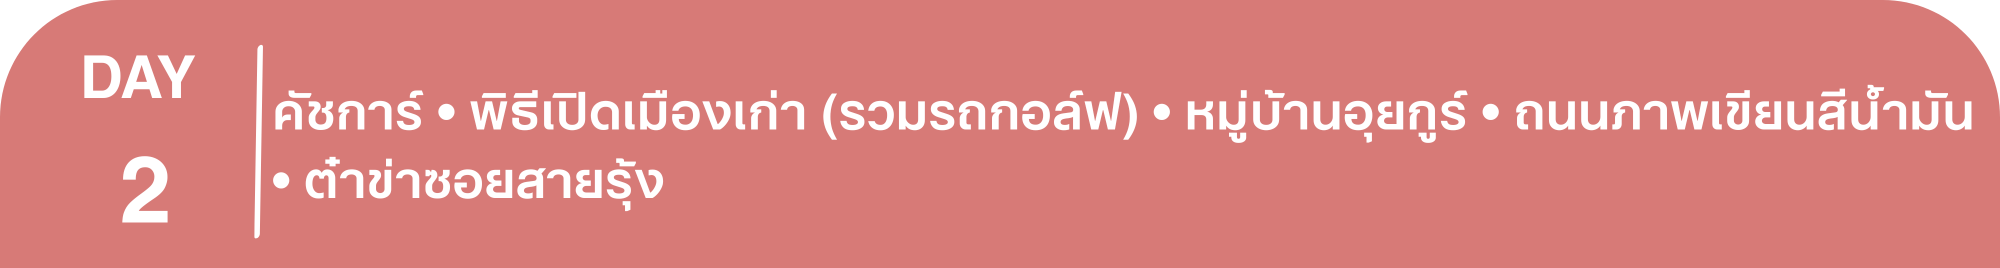 DAY
2
คัชการ์ • พิธีเปิดเมืองเก่า (รวมรถกอล์ฟ) • หมู่บ้านอุยกูร์ • ถนนภาพเขียนสีน้ำมัน
• ต๋าข่าซอยสายรุ้ง